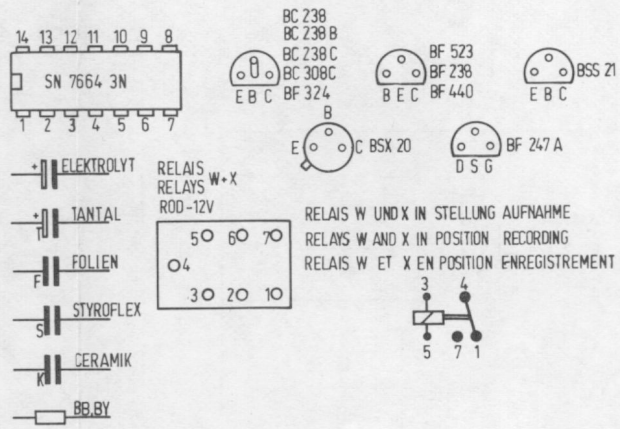 14 13 12 11 10 9 8
SN 7664 3N
1 2 3 4 5 6 7
BC 238
BC 238 B
BC 238 C
BC 308C
BF 324
E B C
BF 523
BF 238
BF 440
B E C
BSS 21
E B C
B
E C BSX 20
BF 247 A
D S G
+ ELEKTROLYT
+ TANTAL
T
FOLIEN
F
STYROFLEX
S
CERAMIK
K
BB.BY
RELAIS
RELAYS W+X
ROD-12V
5 6 7
4
3 2 1
RELAIS W UND X IN STELLUNG AUFNAHME
RELAYS W AND X IN POSITION RECORDING
RELAIS W ET X EN POSITION ENREGISTREMENT
3 4
5 7 1